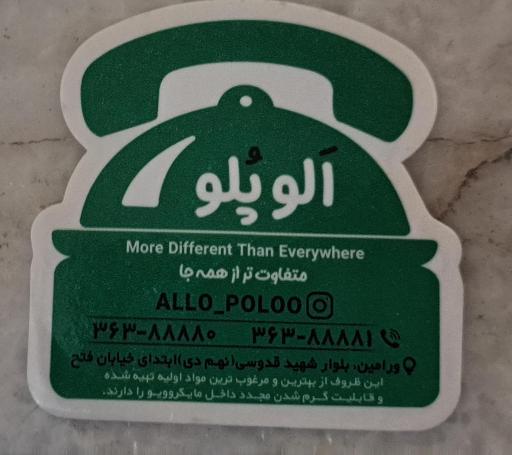 اَلو پُلو
More Different Than Everywhere
متفاوت تر از همه جا
ALLO_POLOO
۳۶۳-۸۸۸۸۱ ۳۶۳-۸۸۸۸۰
ورامین، بلوار شهید قدوسی(نهم دی)ابتدای خیابان فتح
این ظروف از بهترین و مرغوب ترین مواد اولیه تهیه شده
و قابلیت گرم شدن مجدد داخل مایکروویو را دارند.